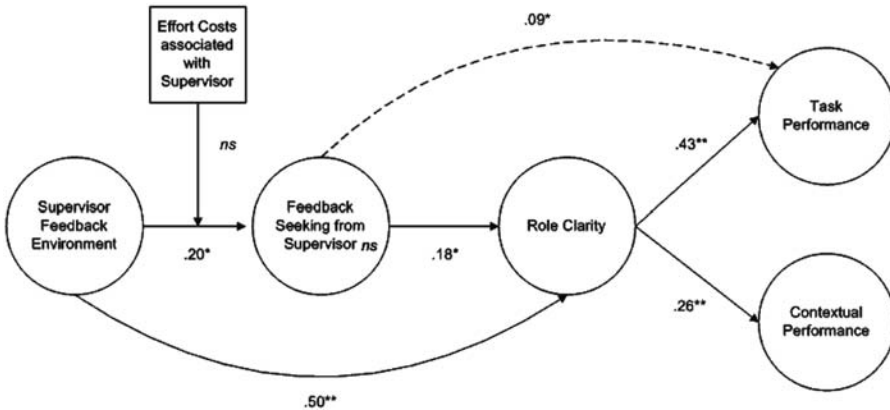 Effort Costs
associated
with
Supervisor
.09*
Task
Performance
ns
.43**
Supervisor
Feedback
Environment
.20*
Feedback
Seeking from
Supervisor ns
.18*
Role Clarity
.26**
Contextual
Performance
.50**